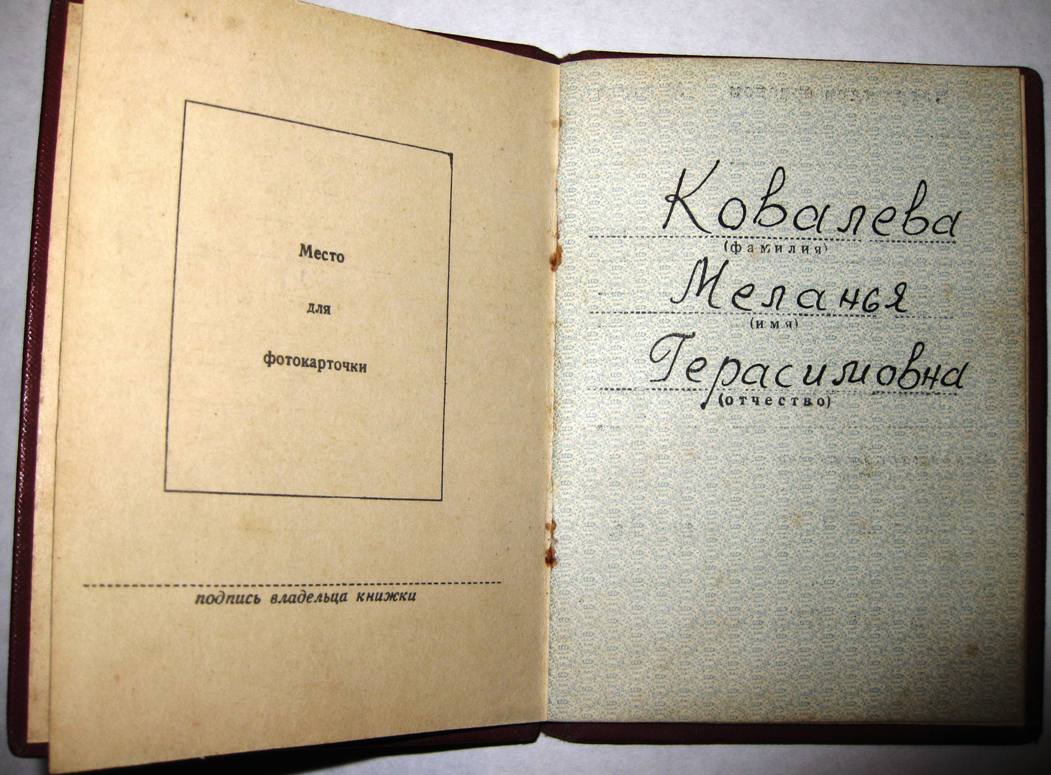 Место
для
фотокарточки
подпись владельца книжки
Ковалева
(фамилия)
Меланья
(имя)
Герасимовна
(отчество)